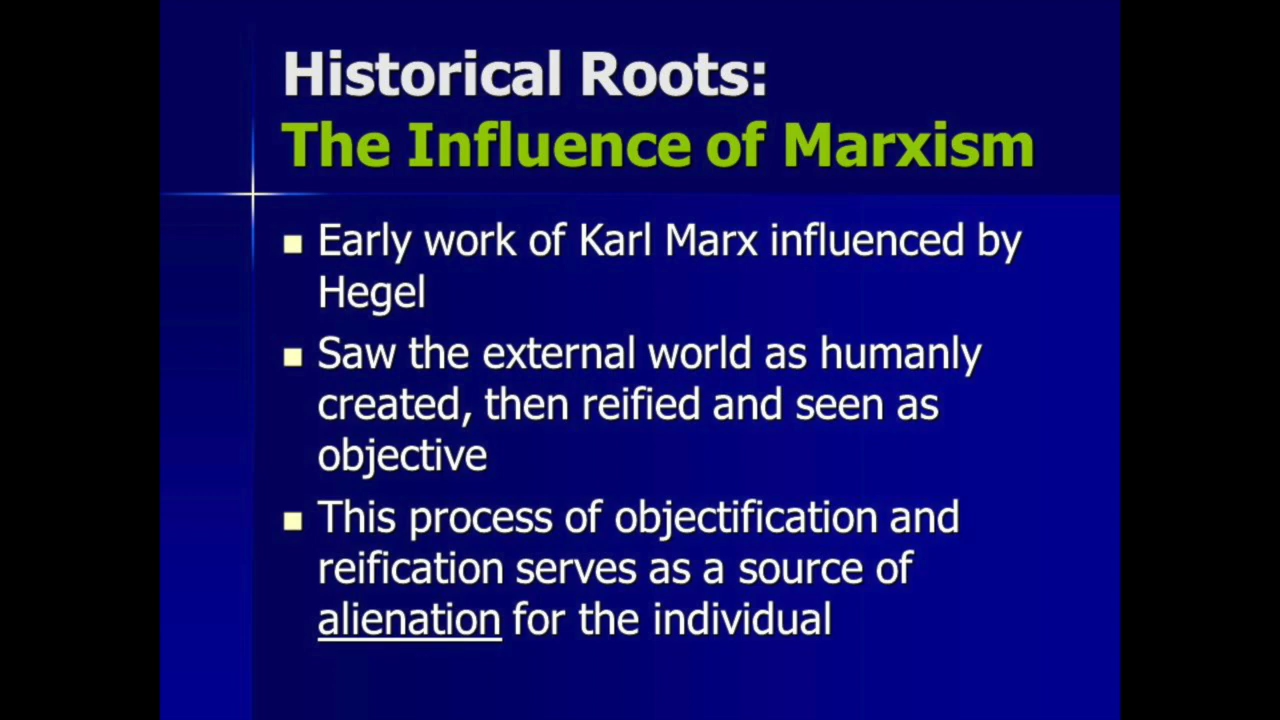 Historical Roots:
The Influence of Marxism
Early work of Karl Marx influenced by
Hegel
Saw the external world as humanly
created, then reified and seen as
objective
This process of objectification and
reification serves as a source of
alienation for the individual